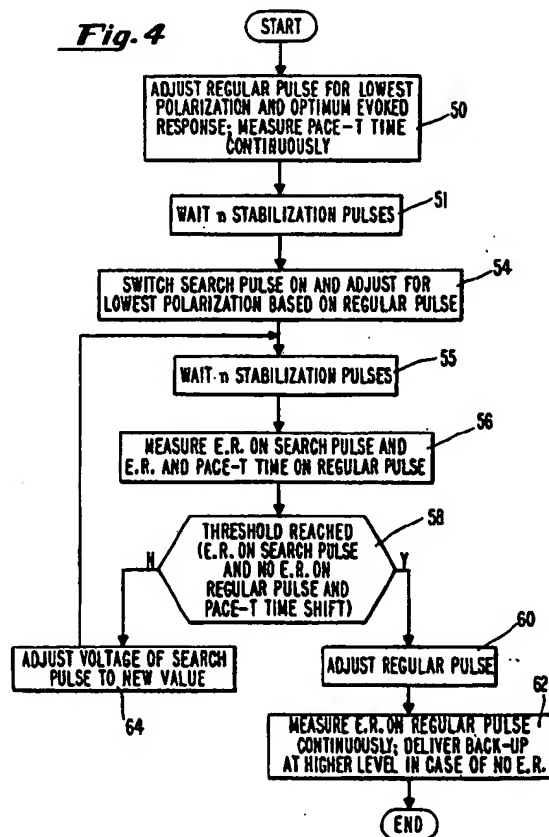 Fig. 4
START
ADJUST REGULAR PULSE FOR LOWEST
POLARIZATION AND OPTIMUM EVOKED
RESPONSE; MEASURE PACE-T TIME
CONTINUOUSLY
50
WAIT n STABILIZATION PULSES
51
SWITCH SEARCH PULSE ON AND ADJUST FOR
LOWEST POLARIZATION BASED ON REGULAR PULSE
54
WAIT n STABILIZATION PULSES
55
MEASURE E.R. ON SEARCH PULSE AND
E.R. AND PACE-T TIME ON REGULAR PULSE
56
THRESHOLD REACHED
(E.R. ON SEARCH PULSE
AND NO E.R. ON
REGULAR PULSE AND
PACE-T TIME SHIFT)
58
N
Y
ADJUST VOLTAGE OF SEARCH
PULSE TO NEW VALUE
64
ADJUST REGULAR PULSE
60
MEASURE E.R. ON REGULAR PULSE
CONTINUOUSLY; DELIVER BACK-UP
AT HIGHER LEVEL IN CASE OF NO E.R.
62
END